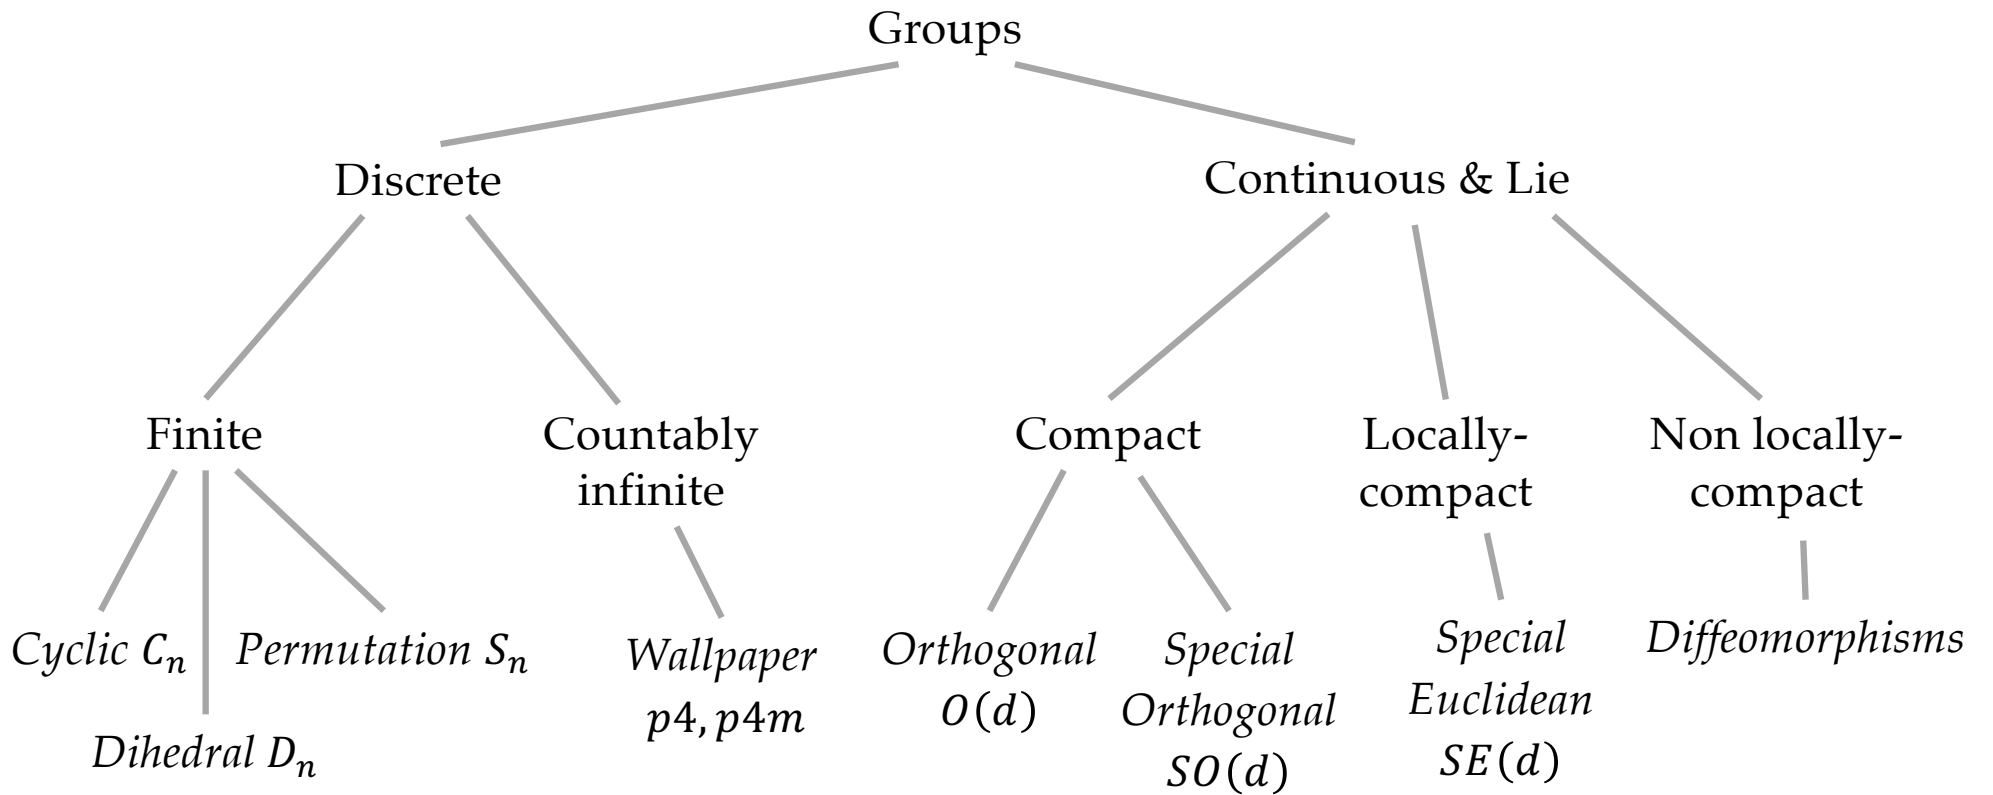 Groups
Discrete
Continuous & Lie
Finite
Countably
infinite
Compact
Locally-
compact
Non locally-
compact
Cyclic Cₙ
Permutation Sₙ
Dihedral Dₙ
Wallpaper
p4, p4m
Orthogonal
O(d)
Special
Orthogonal
SO(d)
Special
Euclidean
SE(d)
Diffeomorphisms